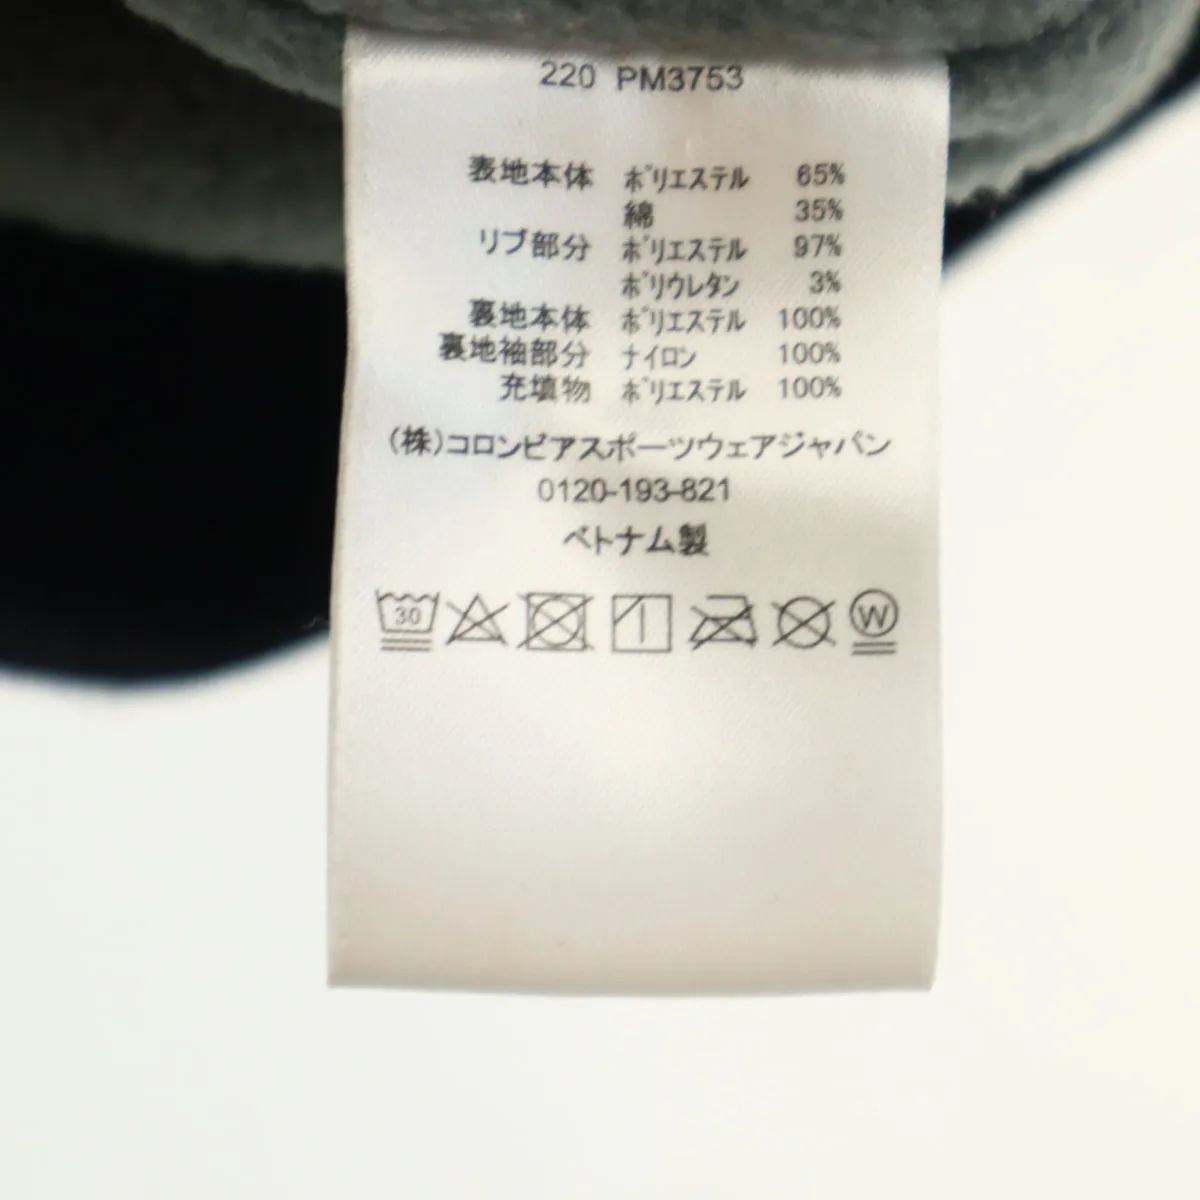 220 PM3753
表地本体 ポリエステル 65%
綿 35%
リブ部分 ポリエステル 97%
ポリウレタン 3%
裏地本体 ポリエステル 100%
裏地袖部分 ナイロン 100%
充填物 ポリエステル 100%
(株)コロンビアスポーツウェアジャパン
0120-193-821
ベトナム製
30 W